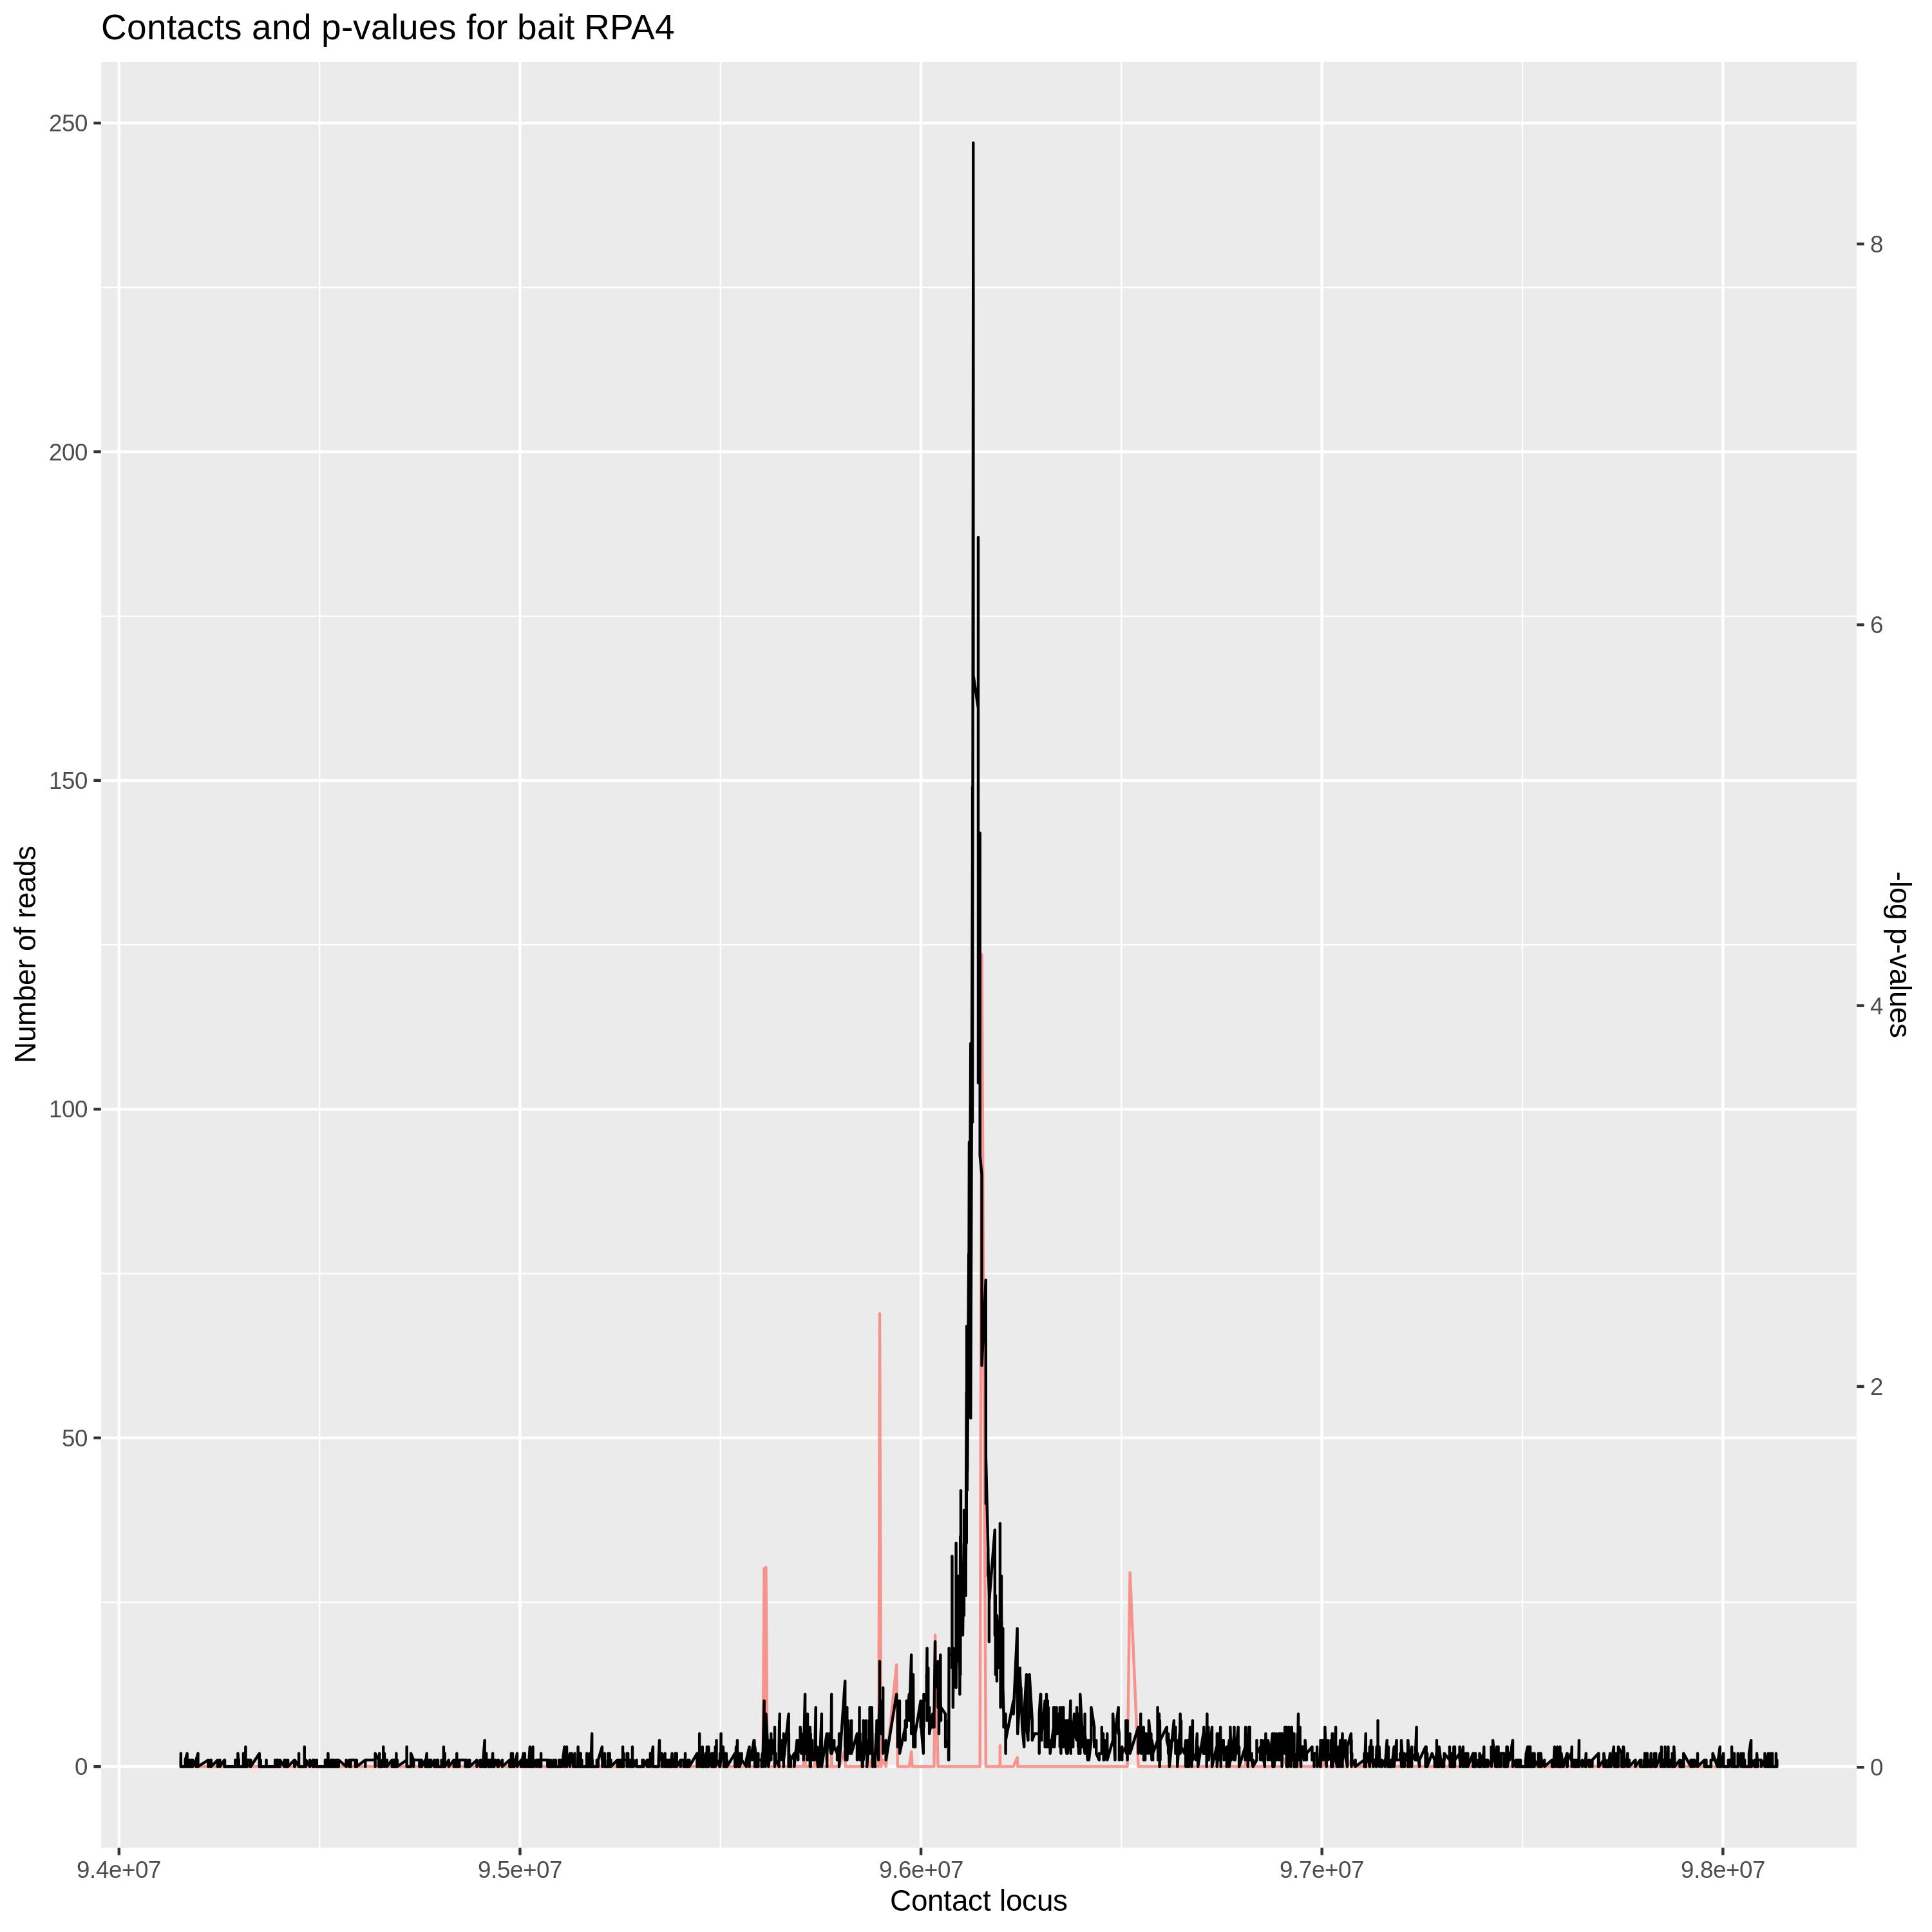 Contacts and p-values for bait RPA4
250
200
150
100
50
0
Number of reads
8
6
4
2
0
-log p-values
9.4e+07
9.5e+07
9.6e+07
9.7e+07
9.8e+07
Contact locus